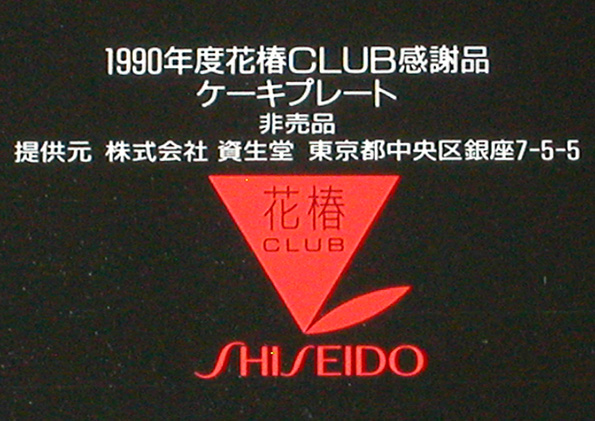 1990年度花椿CLUB感謝品
ケーキプレート
非売品
提供元 株式会社 資生堂 東京都中央区銀座7-5-5
花椿
CLUB
SHISEIDO